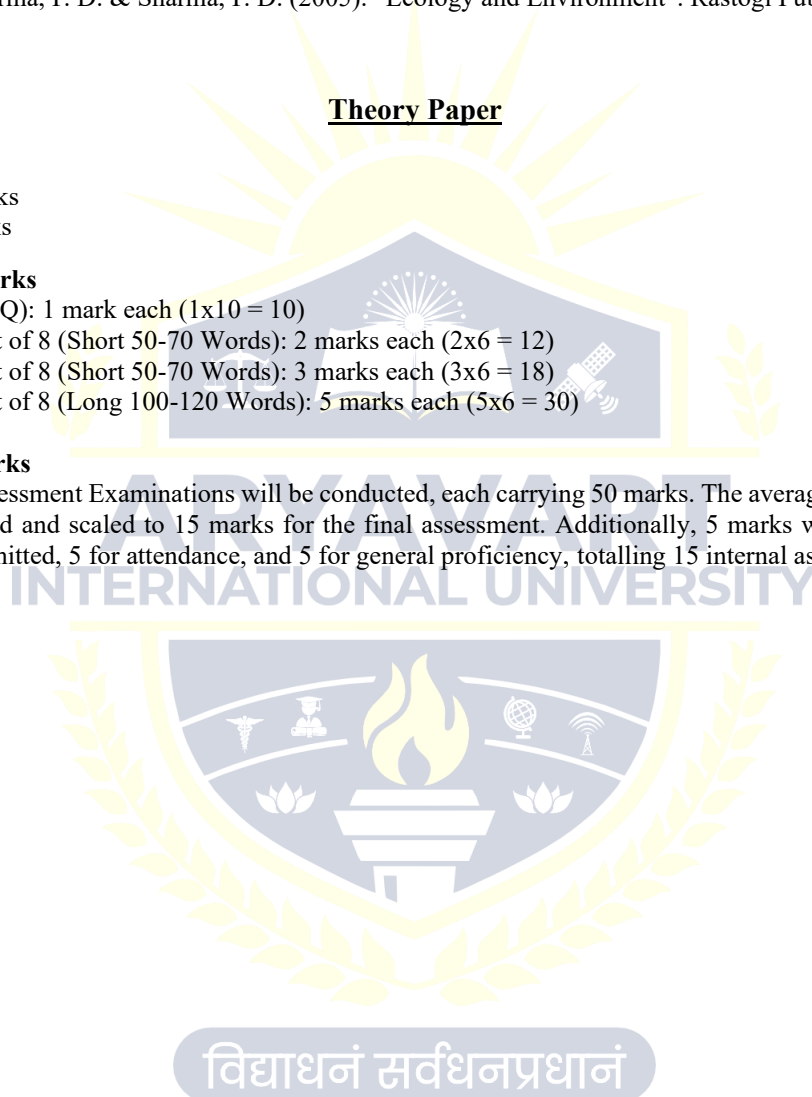 rma, P. D. & Sharma, P. D. (2005). "Ecology and Environment". Rastogi Pu
Theory Paper
ks
s
rks
Q): 1 mark each (1x10 = 10)
t of 8 (Short 50-70 Words): 2 marks each (2x6 = 12)
t of 8 (Short 50-70 Words): 3 marks each (3x6 = 18)
t of 8 (Long 100-120 Words): 5 marks each (5x6 = 30)
rks
essment Examinations will be conducted, each carrying 50 marks. The averag
d and scaled to 15 marks for the final assessment. Additionally, 5 marks w
nitted, 5 for attendance, and 5 for general proficiency, totalling 15 internal as
ARYAVART
INTERNATIONAL UNIVERSITY
विद्याधनं सर्वधनप्रधानं